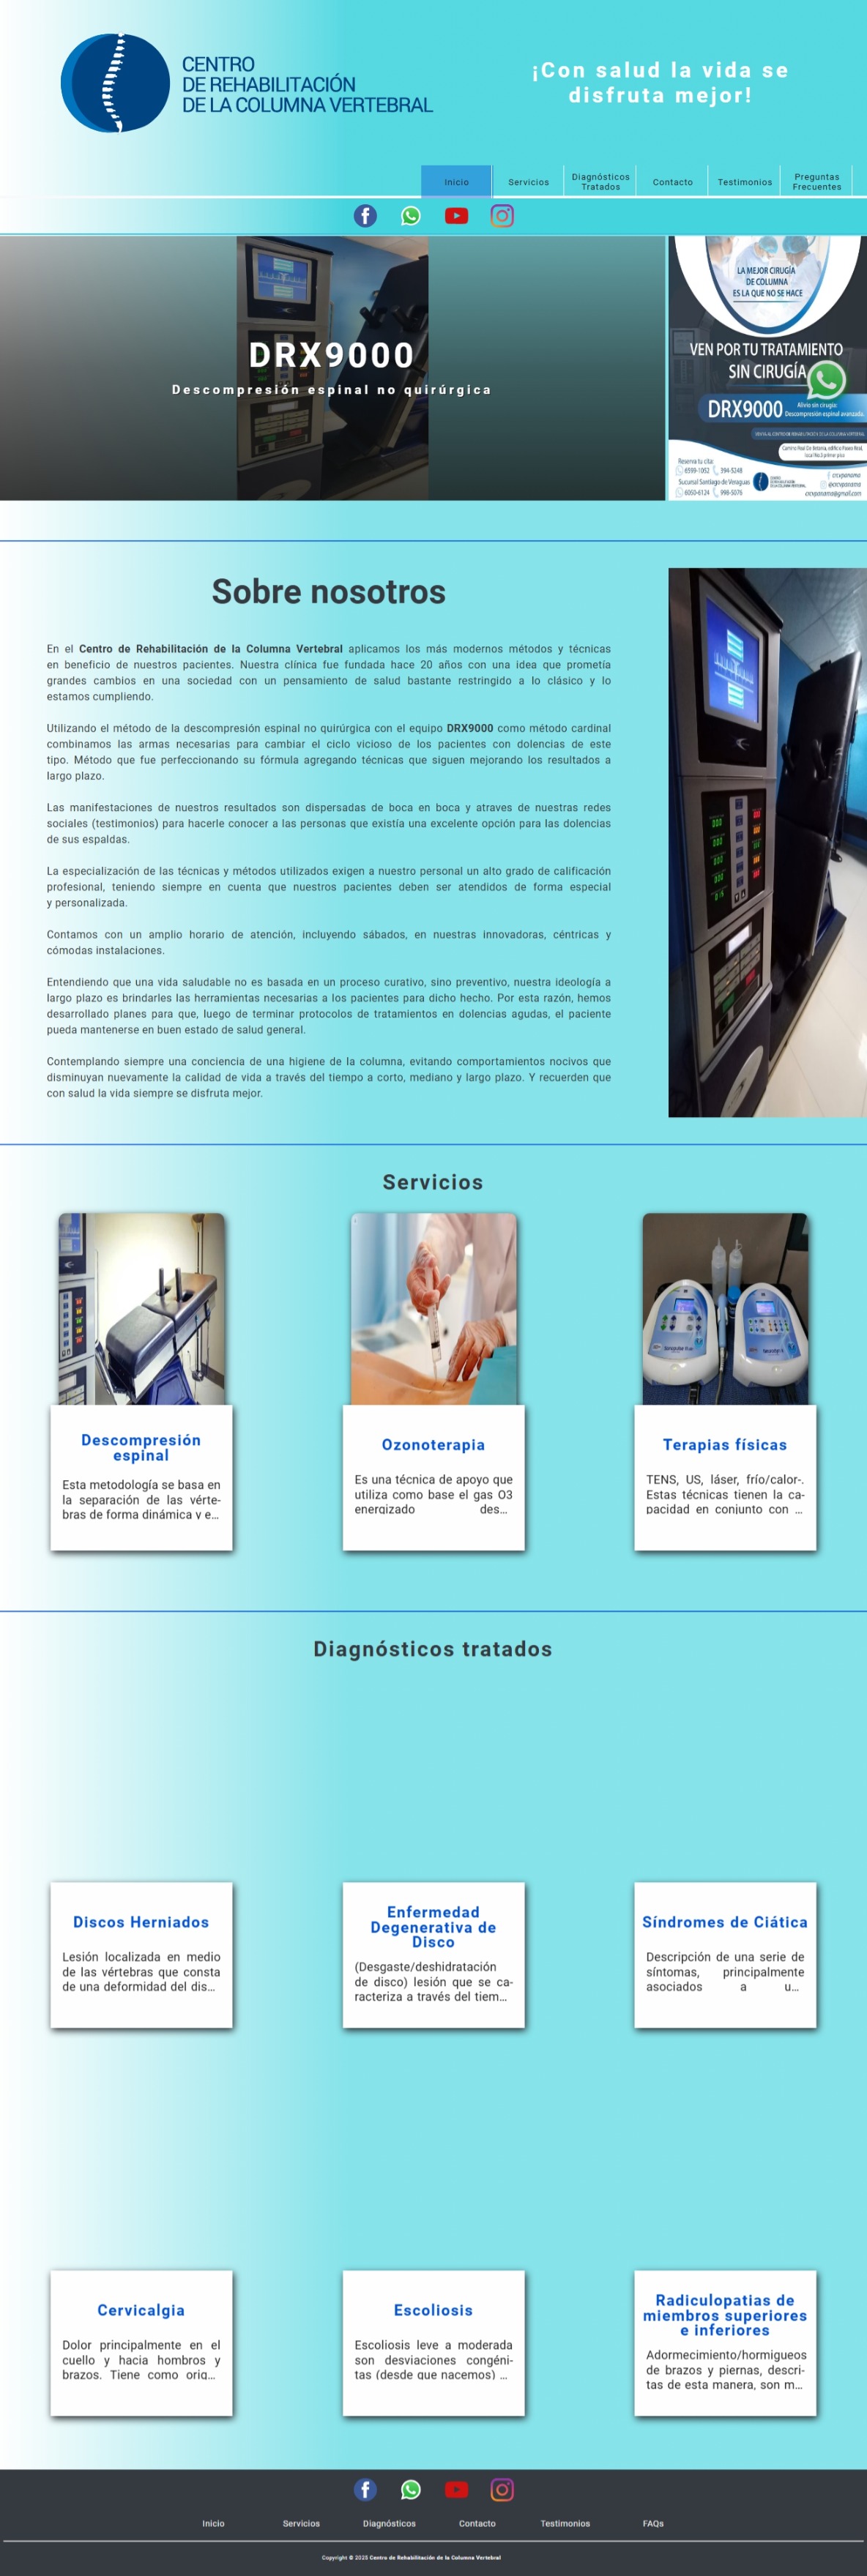 CENTRO
DE REHABILITACIÓN
DE LA COLUMNA VERTEBRAL
¡Con salud la vida se
disfruta mejor!
Inicio
Servicios
Diagnósticos
Tratados
Contacto
Testimonios
Preguntas
Frecuentes
DRX9000
Descompresión espinal no quirúrgica
LA MEJOR CIRUGÍA
DE COLUMNA
ES LA QUE NO SE HACE
VEN POR TU TRATAMIENTO
SIN CIRUGÍA
DRX9000
Alivio sin cirugía:
Descompresión espinal avanzada.
Camino Real De Betania, edificio Paseo Real,
Reserva tu cita:
6599-1052 394-5248
Sucursal Santiago de Veraguas
6050-6124 998-5076
crcvpanama
@crcvpanama
crcvpanama@gmail.com
Sobre nosotros
En el Centro de Rehabilitación de la Columna Vertebral aplicamos los más modernos métodos y técnicas
en beneficio de nuestros pacientes. Nuestra clínica fue fundada hace 20 años con una idea que prometía
grandes cambios en una sociedad con un pensamiento de salud bastante restringido a lo clásico y lo
estamos cumpliendo.
Utilizando el método de la descompresión espinal no quirúrgica con el equipo DRX9000 como método cardinal
combinamos las armas necesarias para cambiar el ciclo vicioso de los pacientes con dolencias de este
tipo. Método que fue perfeccionando su fórmula agregando técnicas que siguen mejorando los resultados a
largo plazo.
Las manifestaciones de nuestros resultados son dispersadas de boca en boca y atraves de nuestras redes
sociales (testimonios) para hacerle conocer a las personas que existía una excelente opción para las dolencias
de sus espaldas.
La especialización de las técnicas y métodos utilizados exigen a nuestro personal un alto grado de calificación
profesional, teniendo siempre en cuenta que nuestros pacientes deben ser atendidos de forma especial
y personalizada.
Contamos con un amplio horario de atención, incluyendo sábados, en nuestras innovadoras, céntricas y
cómodas instalaciones.
Entendiendo que una vida saludable no es basada en un proceso curativo, sino preventivo, nuestra ideología a
largo plazo es brindarles las herramientas necesarias a los pacientes para dicho hecho. Por esta razón, hemos
desarrollado planes para que, luego de terminar protocolos de tratamientos en dolencias agudas, el paciente
pueda mantenerse en buen estado de salud general.
Contemplando siempre una conciencia de una higiene de la columna, evitando comportamientos nocivos que
disminuyan nuevamente la calidad de vida a través del tiempo a corto, mediano y largo plazo. Y recuerden que
con salud la vida siempre se disfruta mejor.
Servicios
Descompresión
espinal
Esta metodología se basa en
la separación de las vérte-
bras de forma dinámica y e...
Ozonoterapia
Es una técnica de apoyo que
utiliza como base el gas O3
energizado des...
Terapias físicas
TENS, US, láser, frío/calor-.
Estas técnicas tienen la ca-
pacidad en conjunto con ...
Diagnósticos tratados
Discos Herniados
Lesión localizada en medio
de las vértebras que consta
de una deformidad del dis...
Enfermedad
Degenerativa de
Disco
(Desgaste/deshidratación
de disco) lesión que se ca-
racteriza a través del tiem...
Síndromes de Ciática
Descripción de una serie de
síntomas, principalmente
asociados a u...
Cervicalgia
Dolor principalmente en el
cuello y hacia hombros y
brazos. Tiene como orig...
Escoliosis
Escoliosis leve a moderada
son desviaciones congéni-
tas (desde que nacemos) ...
Radiculopatias de
miembros superiores
e inferiores
Adormecimiento/hormigueos
de brazos y piernas, descri-
tas de esta manera, son m...
Inicio
Servicios
Diagnósticos
Contacto
Testimonios
FAQs
Copyright © 2025 Centro de Rehabilitación de la Columna Vertebral